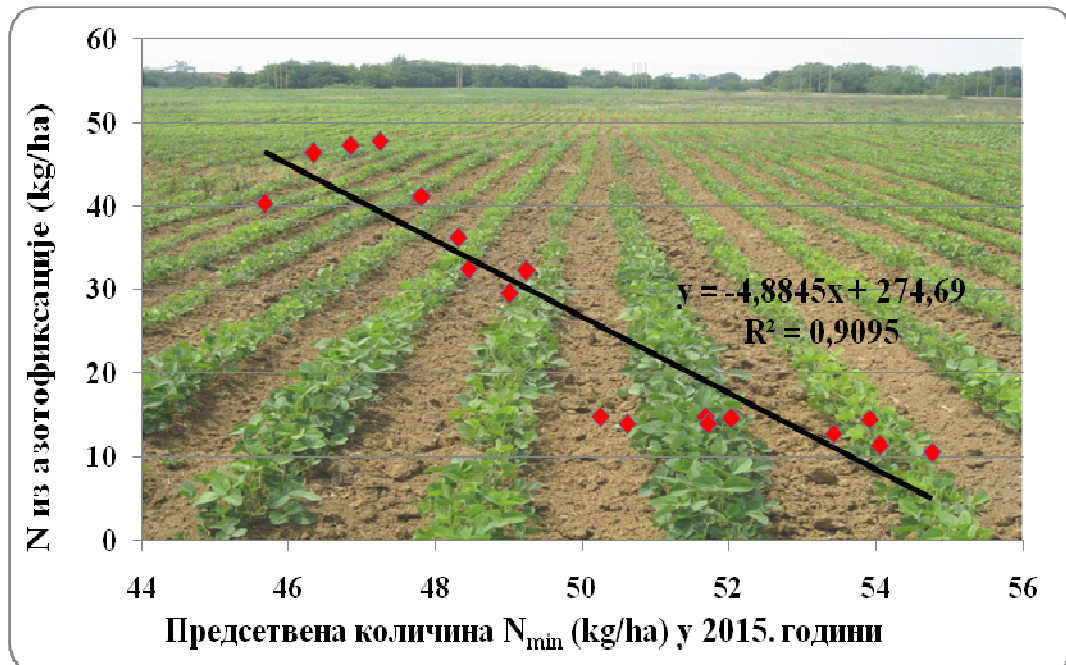 60
50
40
30
20
10
0
N из азотофиксације (kg/ha)
y = -4,8845x + 274,69
R² = 0,9095
44 46 48 50 52 54 56
Предсетвена количина Nmin (kg/ha) у 2015. години